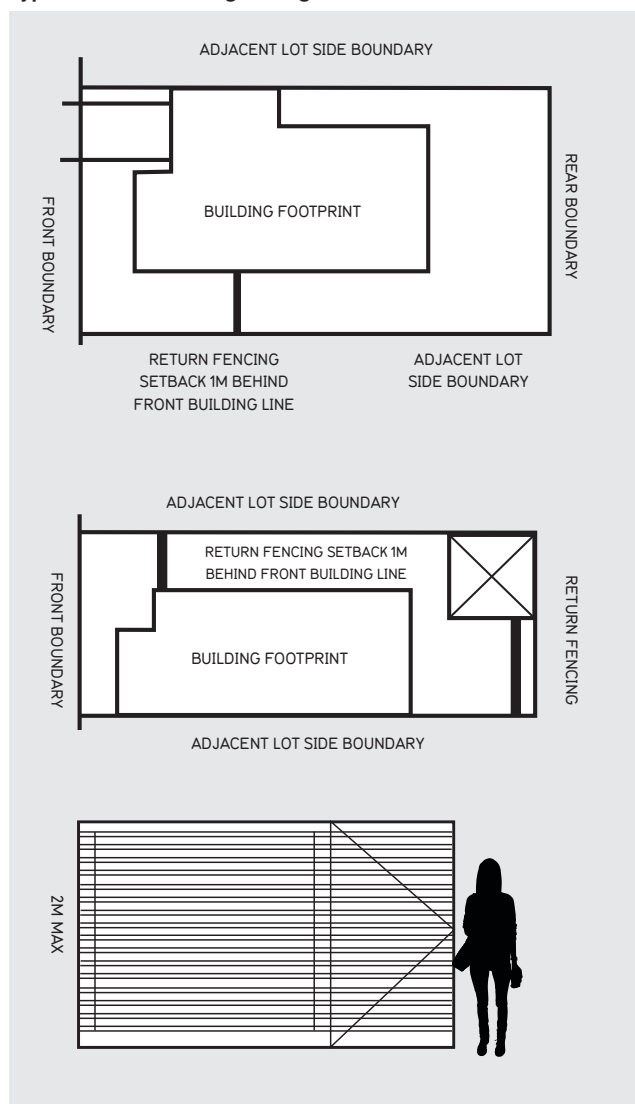 ADJACENT LOT SIDE BOUNDARY
FRONT BOUNDARY
BUILDING FOOTPRINT
REAR BOUNDARY
RETURN FENCING
SETBACK 1M BEHIND
FRONT BUILDING LINE
ADJACENT LOT
SIDE BOUNDARY
ADJACENT LOT SIDE BOUNDARY
FRONT BOUNDARY
RETURN FENCING SETBACK 1M
BEHIND FRONT BUILDING LINE
BUILDING FOOTPRINT
RETURN FENCING
ADJACENT LOT SIDE BOUNDARY
2M MAX